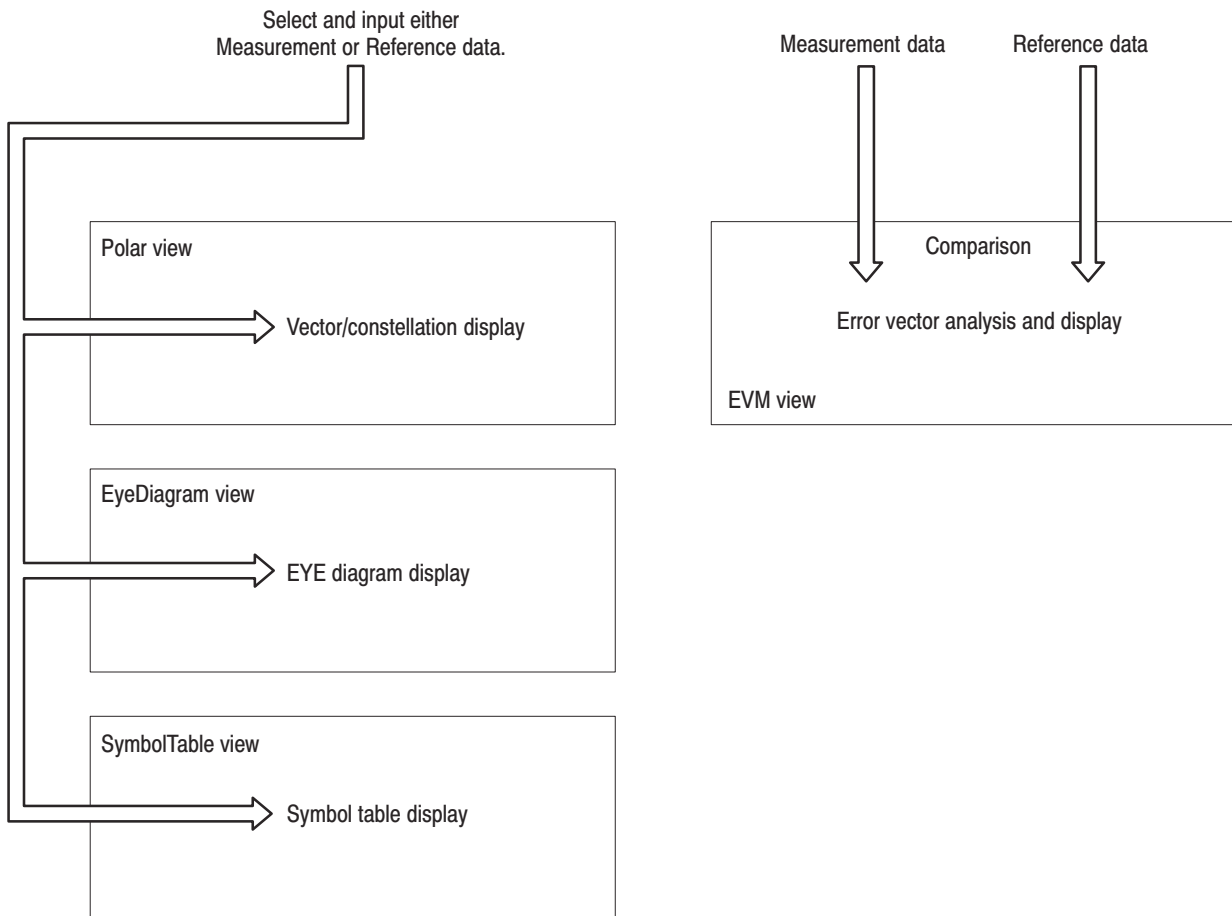 Select and input either
Measurement or Reference data.
Measurement data
Reference data
Polar view
Vector/constellation display
Comparison
Error vector analysis and display
EVM view
EyeDiagram view
EYE diagram display
SymbolTable view
Symbol table display